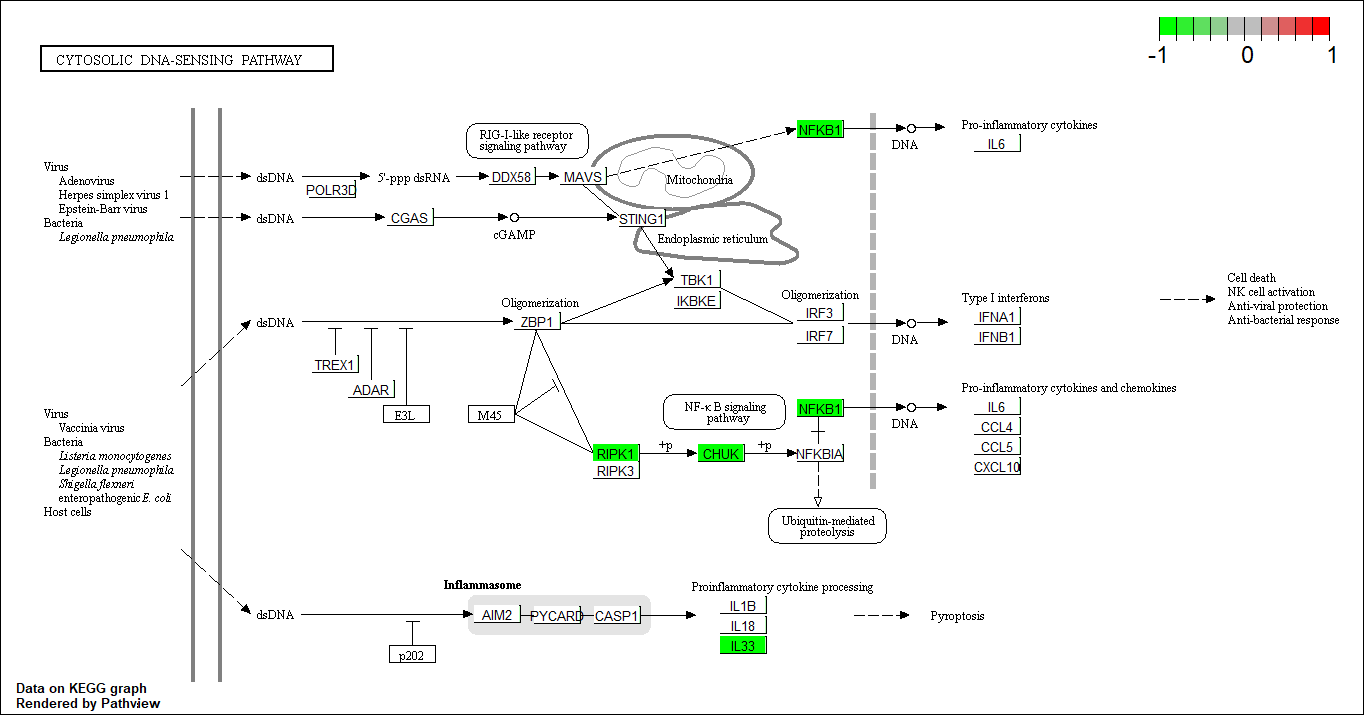 CYTOSOLIC DNA-SENSING PATHWAY
-1 0 1
NFKB1
DNA
Pro-inflammatory cytokines
IL6
RIG-I-like receptor
signaling pathway
Virus
Adenovirus
Herpes simplex virus 1
Epstein-Barr virus
Bacteria
Legionella pneumophila
dsDNA
POLR3D
5'-ppp dsRNA
DDX58
MAVS
Mitochondria
dsDNA
CGAS
cGAMP
STING1
Endoplasmic reticulum
TBK1
IKBKE
Oligomerization
IRF3
IRF7
DNA
Type I interferons
IFNA1
IFNB1
Cell death
NK cell activation
Anti-viral protection
Anti-bacterial response
dsDNA
Oligomerization
ZBP1
TREX1
ADAR
E3L
M45
Virus
Vaccinia virus
Bacteria
Listeria monocytogenes
Legionella pneumophila
Shigella flexneri
enteropathogenic E. coli
Host cells
NF-κ B signaling
pathway
NFKB1
DNA
Pro-inflammatory cytokines and chemokines
IL6
CCL4
CCL5
CXCL10
RIPK1
RIPK3
+p
CHUK
+p
NFKBIA
Ubiquitin-mediated
proteolysis
dsDNA
p202
Inflammasome
AIM2
PYCARD
CASP1
Proinflammatory cytokine processing
IL1B
IL18
IL33
Pyroptosis
Data on KEGG graph
Rendered by Pathview